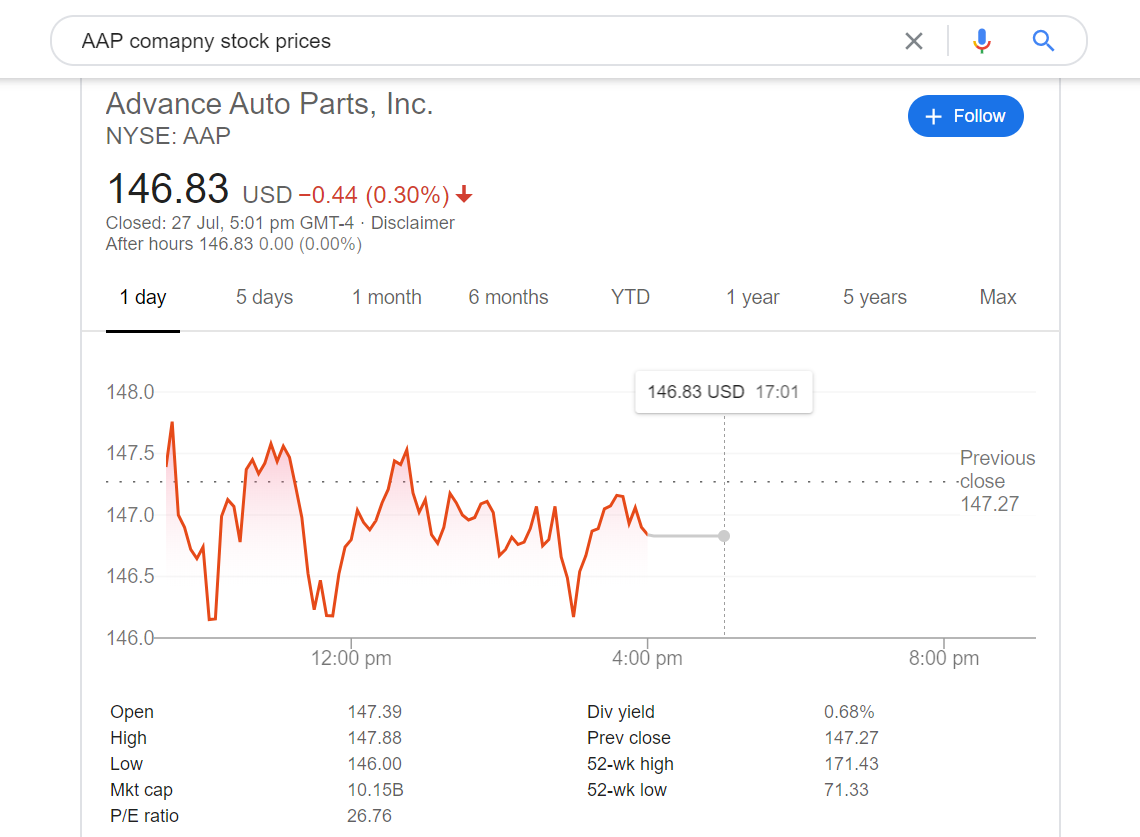 AAP comapny stock prices
Advance Auto Parts, Inc.
NYSE: AAP
+ Follow
146.83 USD −0.44 (0.30%)
Closed: 27 Jul, 5:01 pm GMT-4 · Disclaimer
After hours 146.83 0.00 (0.00%)
1 day 5 days 1 month 6 months YTD 1 year 5 years Max
148.0
146.83 USD 17:01
147.5
Previous
close
147.27
147.0
146.5
146.0
12:00 pm 4:00 pm 8:00 pm
Open 147.39 Div yield 0.68%
High 147.88 Prev close 147.27
Low 146.00 52-wk high 171.43
Mkt cap 10.15B 52-wk low 71.33
P/E ratio 26.76